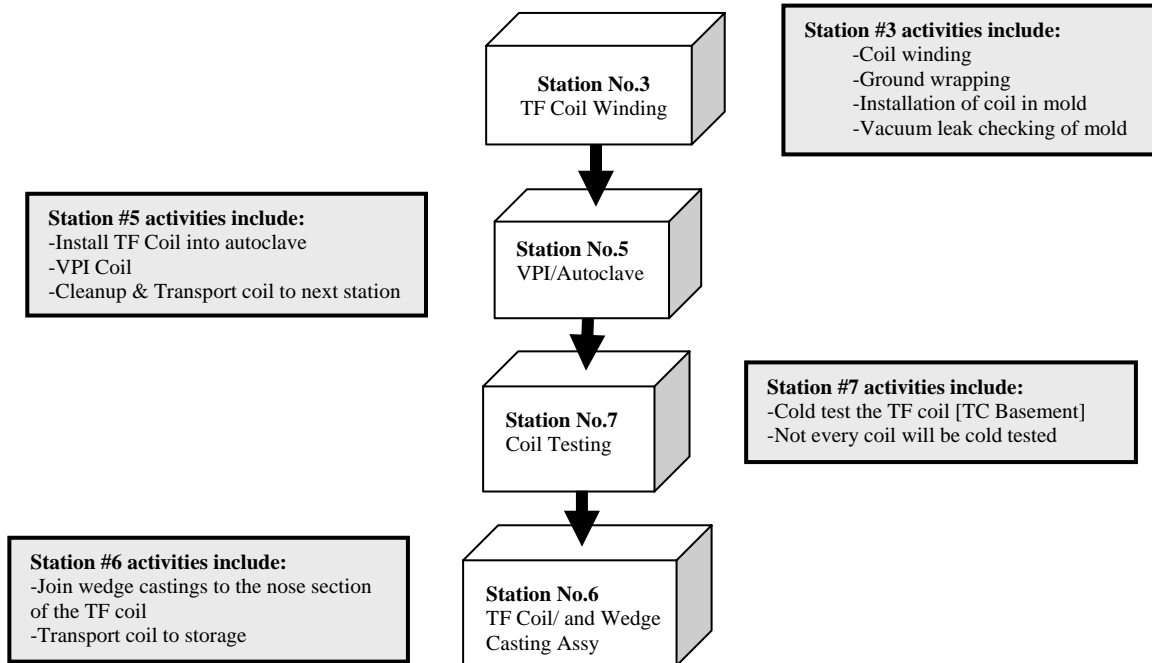 Station No.3
TF Coil Winding
Station #3 activities include:
-Coil winding
-Ground wrapping
-Installation of coil in mold
-Vacuum leak checking of mold
Station #5 activities include:
-Install TF Coil into autoclave
-VPI Coil
-Cleanup & Transport coil to next station
Station No.5
VPI/Autoclave
Station No.7
Coil Testing
Station #7 activities include:
-Cold test the TF coil [TC Basement]
-Not every coil will be cold tested
Station #6 activities include:
-Join wedge castings to the nose section
of the TF coil
-Transport coil to storage
Station No.6
TF Coil/ and Wedge
Casting Assy